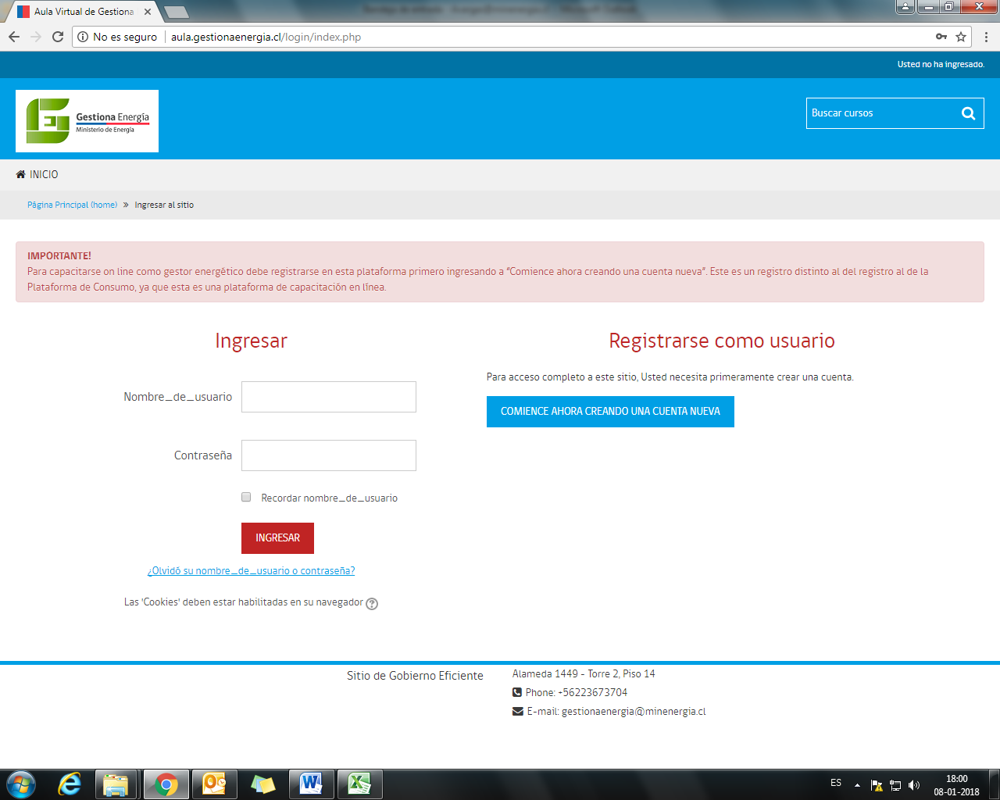 Aula Virtual de Gestiona
No es seguro
aula.gestionaenergia.cl/login/index.php
Usted no ha ingresado.
Gestiona Energía
Ministerio de Energía
Buscar cursos
INICIO
Página Principal (home) » Ingresar al sitio
IMPORTANTE!
Para capacitarse on line como gestor energético debe registrarse en esta plataforma primero ingresando a "Comience ahora creando una cuenta nueva". Este es un registro distinto al del registro al de la
Plataforma de Consumo, ya que esta es una plataforma de capacitación en línea.
Ingresar
Nombre_de_usuario
Contraseña
Recordar nombre_de_usuario
INGRESAR
¿Olvidó su nombre_de_usuario o contraseña?
Las 'Cookies' deben estar habilitadas en su navegador
Registrarse como usuario
Para acceso completo a este sitio, Usted necesita primeramente crear una cuenta.
COMIENCE AHORA CREANDO UNA CUENTA NUEVA
Sitio de Gobierno Eficiente
Alameda 1449 - Torre 2, Piso 14
Phone: +56223673704
E-mail: gestionaenergia@minenergia.cl
ES
18:00
08-01-2018